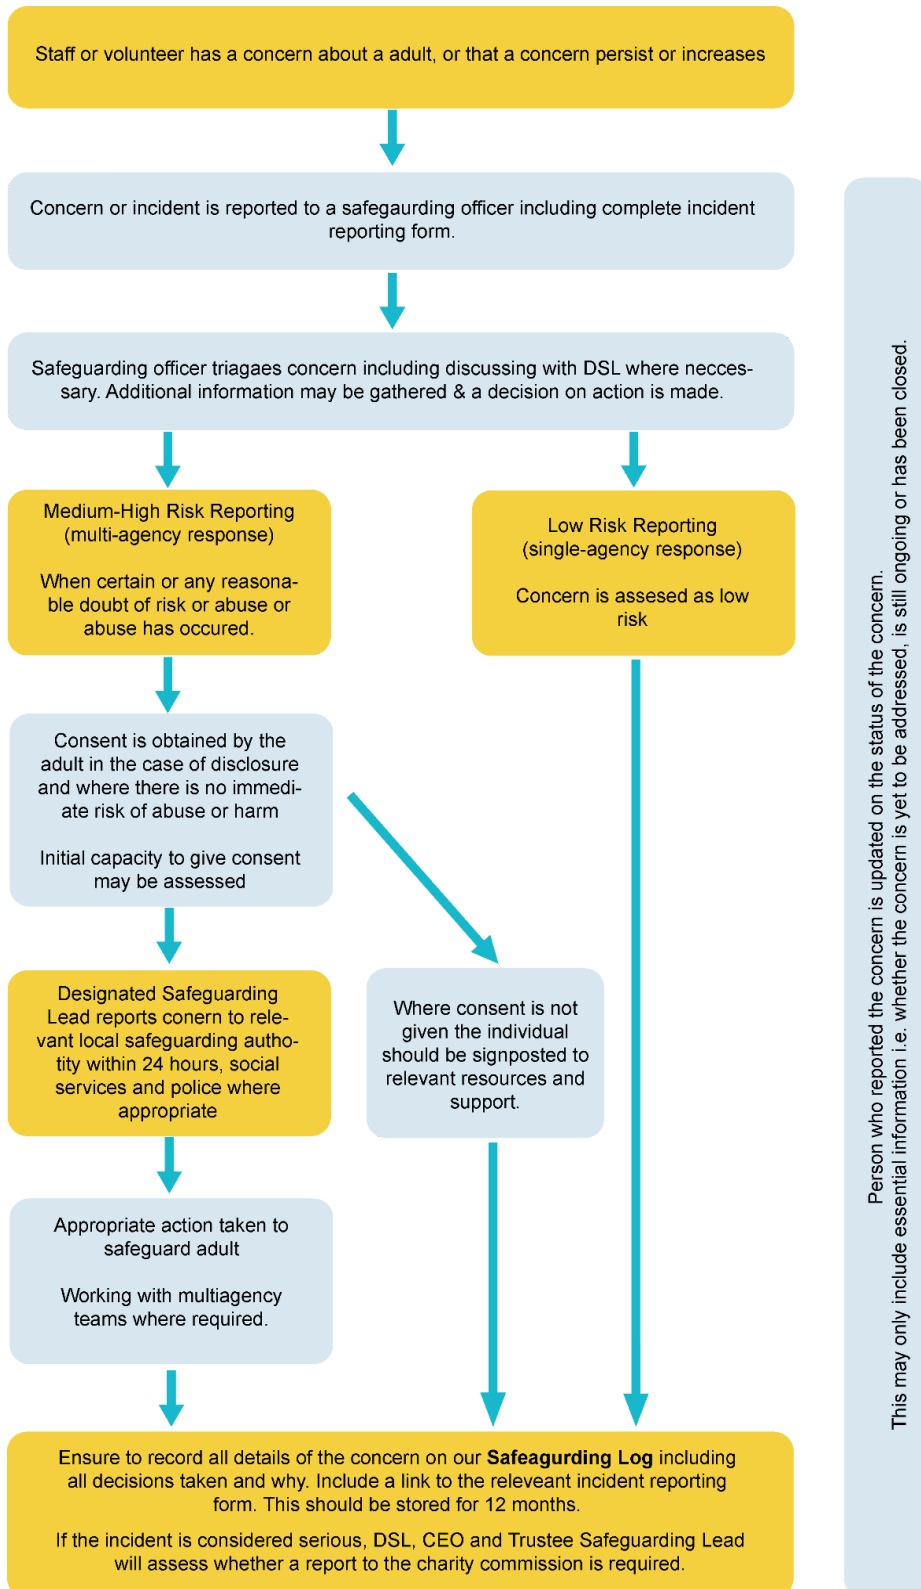 Staff or volunteer has a concern about a adult, or that a concern persist or increases
Concern or incident is reported to a safegaurding officer including complete incident
reporting form.
Safeguarding officer triagaes concern including discussing with DSL where necces-
sary. Additional information may be gathered & a decision on action is made.
Medium-High Risk Reporting
(multi-agency response)
When certain or any reasona-
ble doubt of risk or abuse or
abuse has occured.
Low Risk Reporting
(single-agency response)
Concern is assesed as low
risk
Consent is obtained by the
adult in the case of disclosure
and where there is no immedi-
ate risk of abuse or harm
Initial capacity to give consent
may be assessed
Designated Safeguarding
Lead reports conern to rele-
vant local safeguarding autho-
tity within 24 hours, social
services and police where
appropriate
Where consent is not
given the individual
should be signposted to
relevant resources and
support.
Appropriate action taken to
safeguard adult
Working with multiagency
teams where required.
Ensure to record all details of the concern on our Safeagurding Log including
all decisions taken and why. Include a link to the releveant incident reporting
form. This should be stored for 12 months.
If the incident is considered serious, DSL, CEO and Trustee Safeguarding Lead
will assess whether a report to the charity commission is required.
Person who reported the concern is updated on the status of the concern.
This may only include essential information i.e. whether the concern is yet to be addressed, is still ongoing or has been closed.